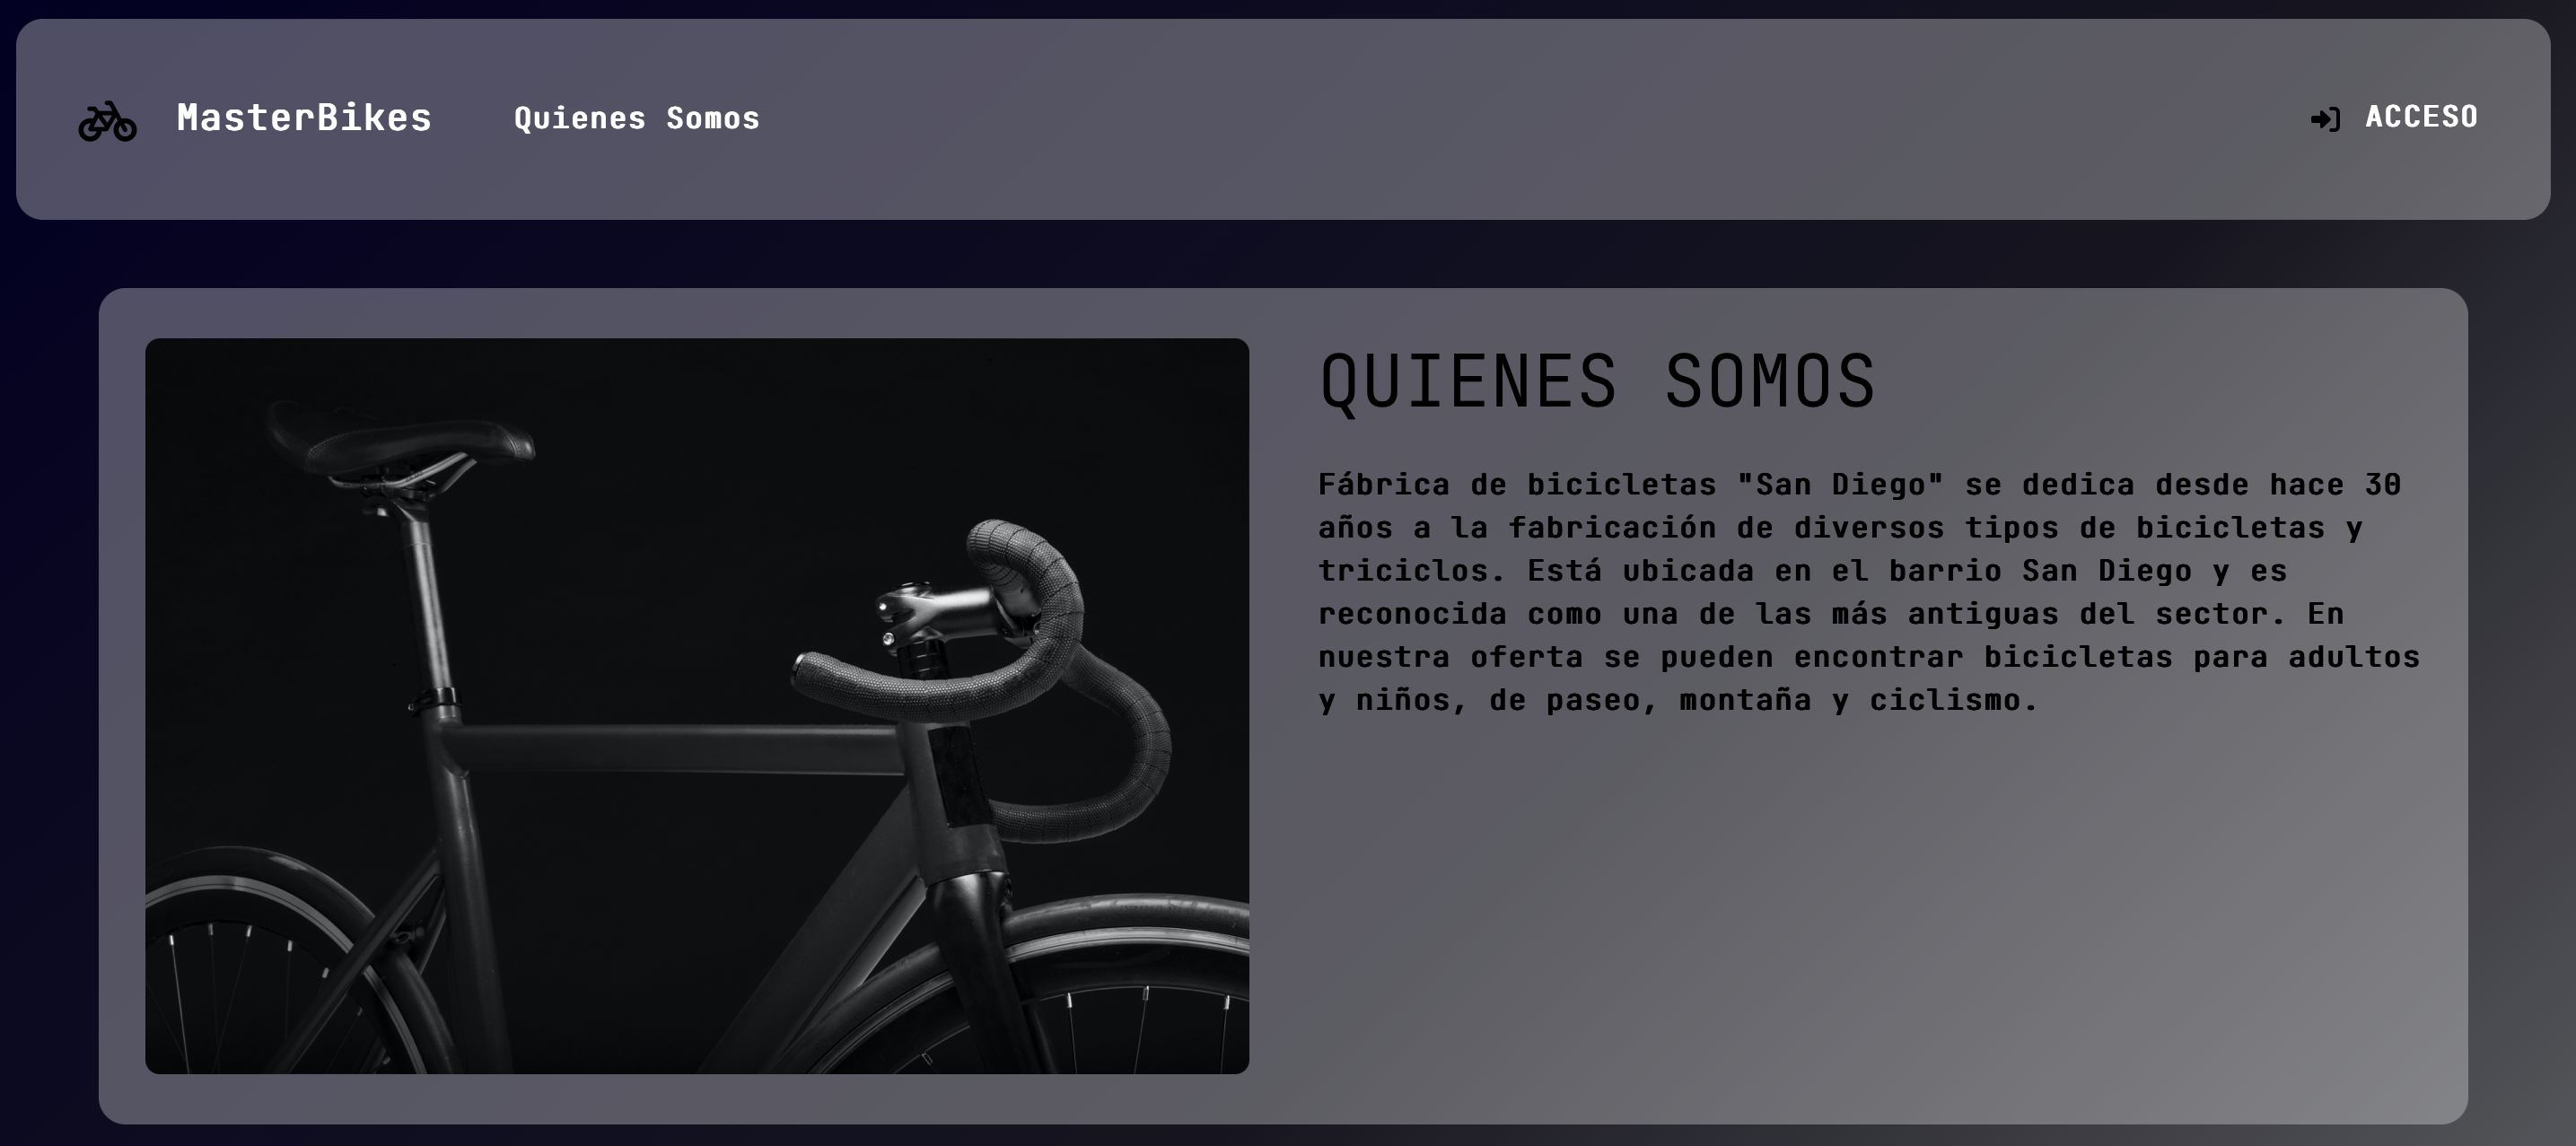 MasterBikes
Quienes Somos
ACCESO
QUIENES SOMOS
Fábrica de bicicletas "San Diego" se dedica desde hace 30
años a la fabricación de diversos tipos de bicicletas y
triciclos. Está ubicada en el barrio San Diego y es
reconocida como una de las más antiguas del sector. En
nuestra oferta se pueden encontrar bicicletas para adultos
y niños, de paseo, montaña y ciclismo.